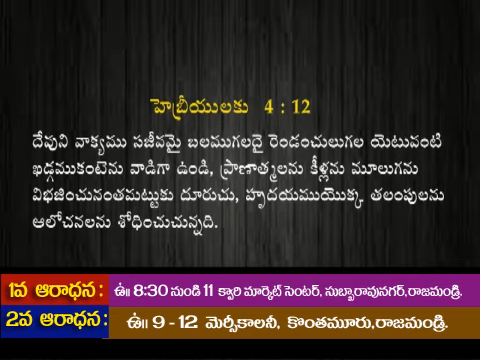 హెబ్రీయులకు 4 : 12
దేవుని వాక్యము సజీవమై బలముగలదై రెండంచులుగల యెటువంటి
ఖడ్గముకంటెను వాడిగా ఉండి, ప్రాణాత్మలను కీళ్లను మూలుగను
విభజించునంతమట్టుకు దూరుచు, హృదయముయొక్క తలంపులను
ఆలోచనలను శోధించుచున్నది.
1వ ఆరాధన : ఉ॥ 8:30 నుండి 11 క్వారి మార్కెట్ సెంటర్, సుబ్బారావునగర్,రాజమండ్రి.
2వ ఆరాధన : ఉ॥ 9 - 12 మెర్సీకాలనీ, కొంతమూరు,రాజమండ్రి.